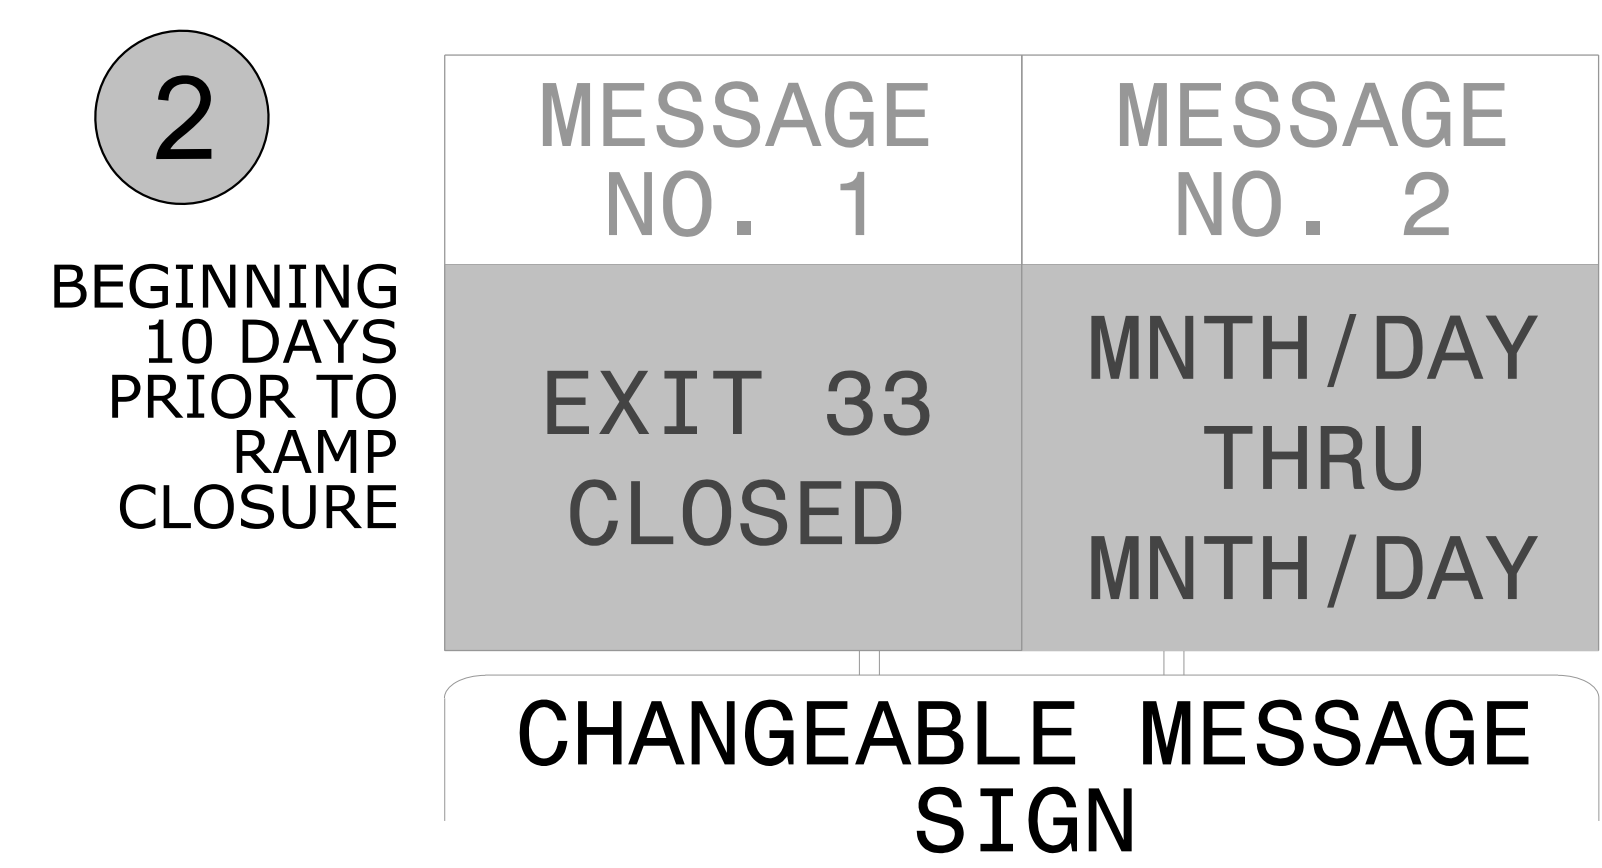 2
BEGINNING
10 DAYS
PRIOR TO
RAMP
CLOSURE
MESSAGE
NO. 1
EXIT 33
CLOSED
MESSAGE
NO. 2
MNTH/DAY
THRU
MNTH/DAY
CHANGEABLE MESSAGE
SIGN